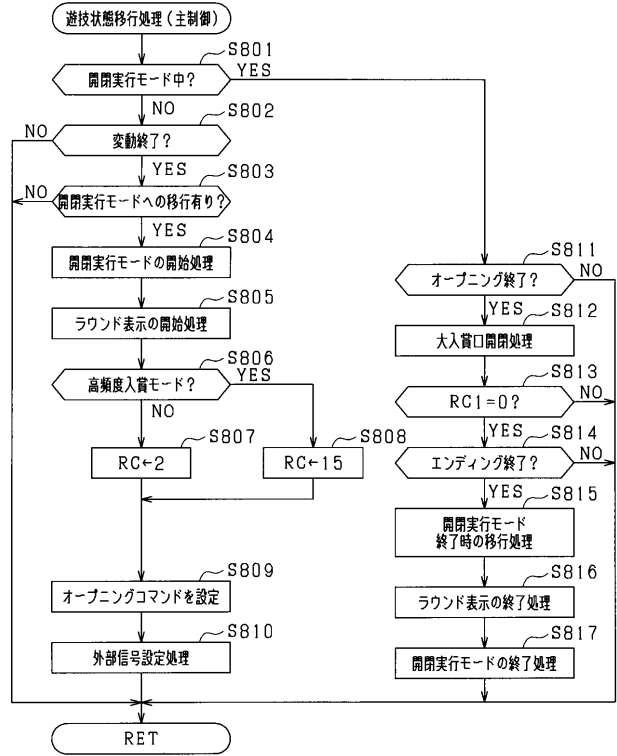 遊技状態移行処理(主制御)
S801
開閉実行モード中?
YES
NO
S802
変動終了?
NO
YES
S803
開閉実行モードへの移行有り?
NO
YES
S804
開閉実行モードの開始処理
S805
ラウンド表示の開始処理
S806
高頻度入賞モード?
YES
NO
S807
RC←2
S808
RC←15
S809
オープニングコマンドを設定
S810
外部信号設定処理
S811
オープニング終了?
NO
YES
S812
大入賞口開閉処理
S813
RC1=0?
NO
YES
S814
エンディング終了?
NO
YES
S815
開閉実行モード
終了時の移行処理
S816
ラウンド表示の終了処理
S817
開閉実行モードの終了処理
RET